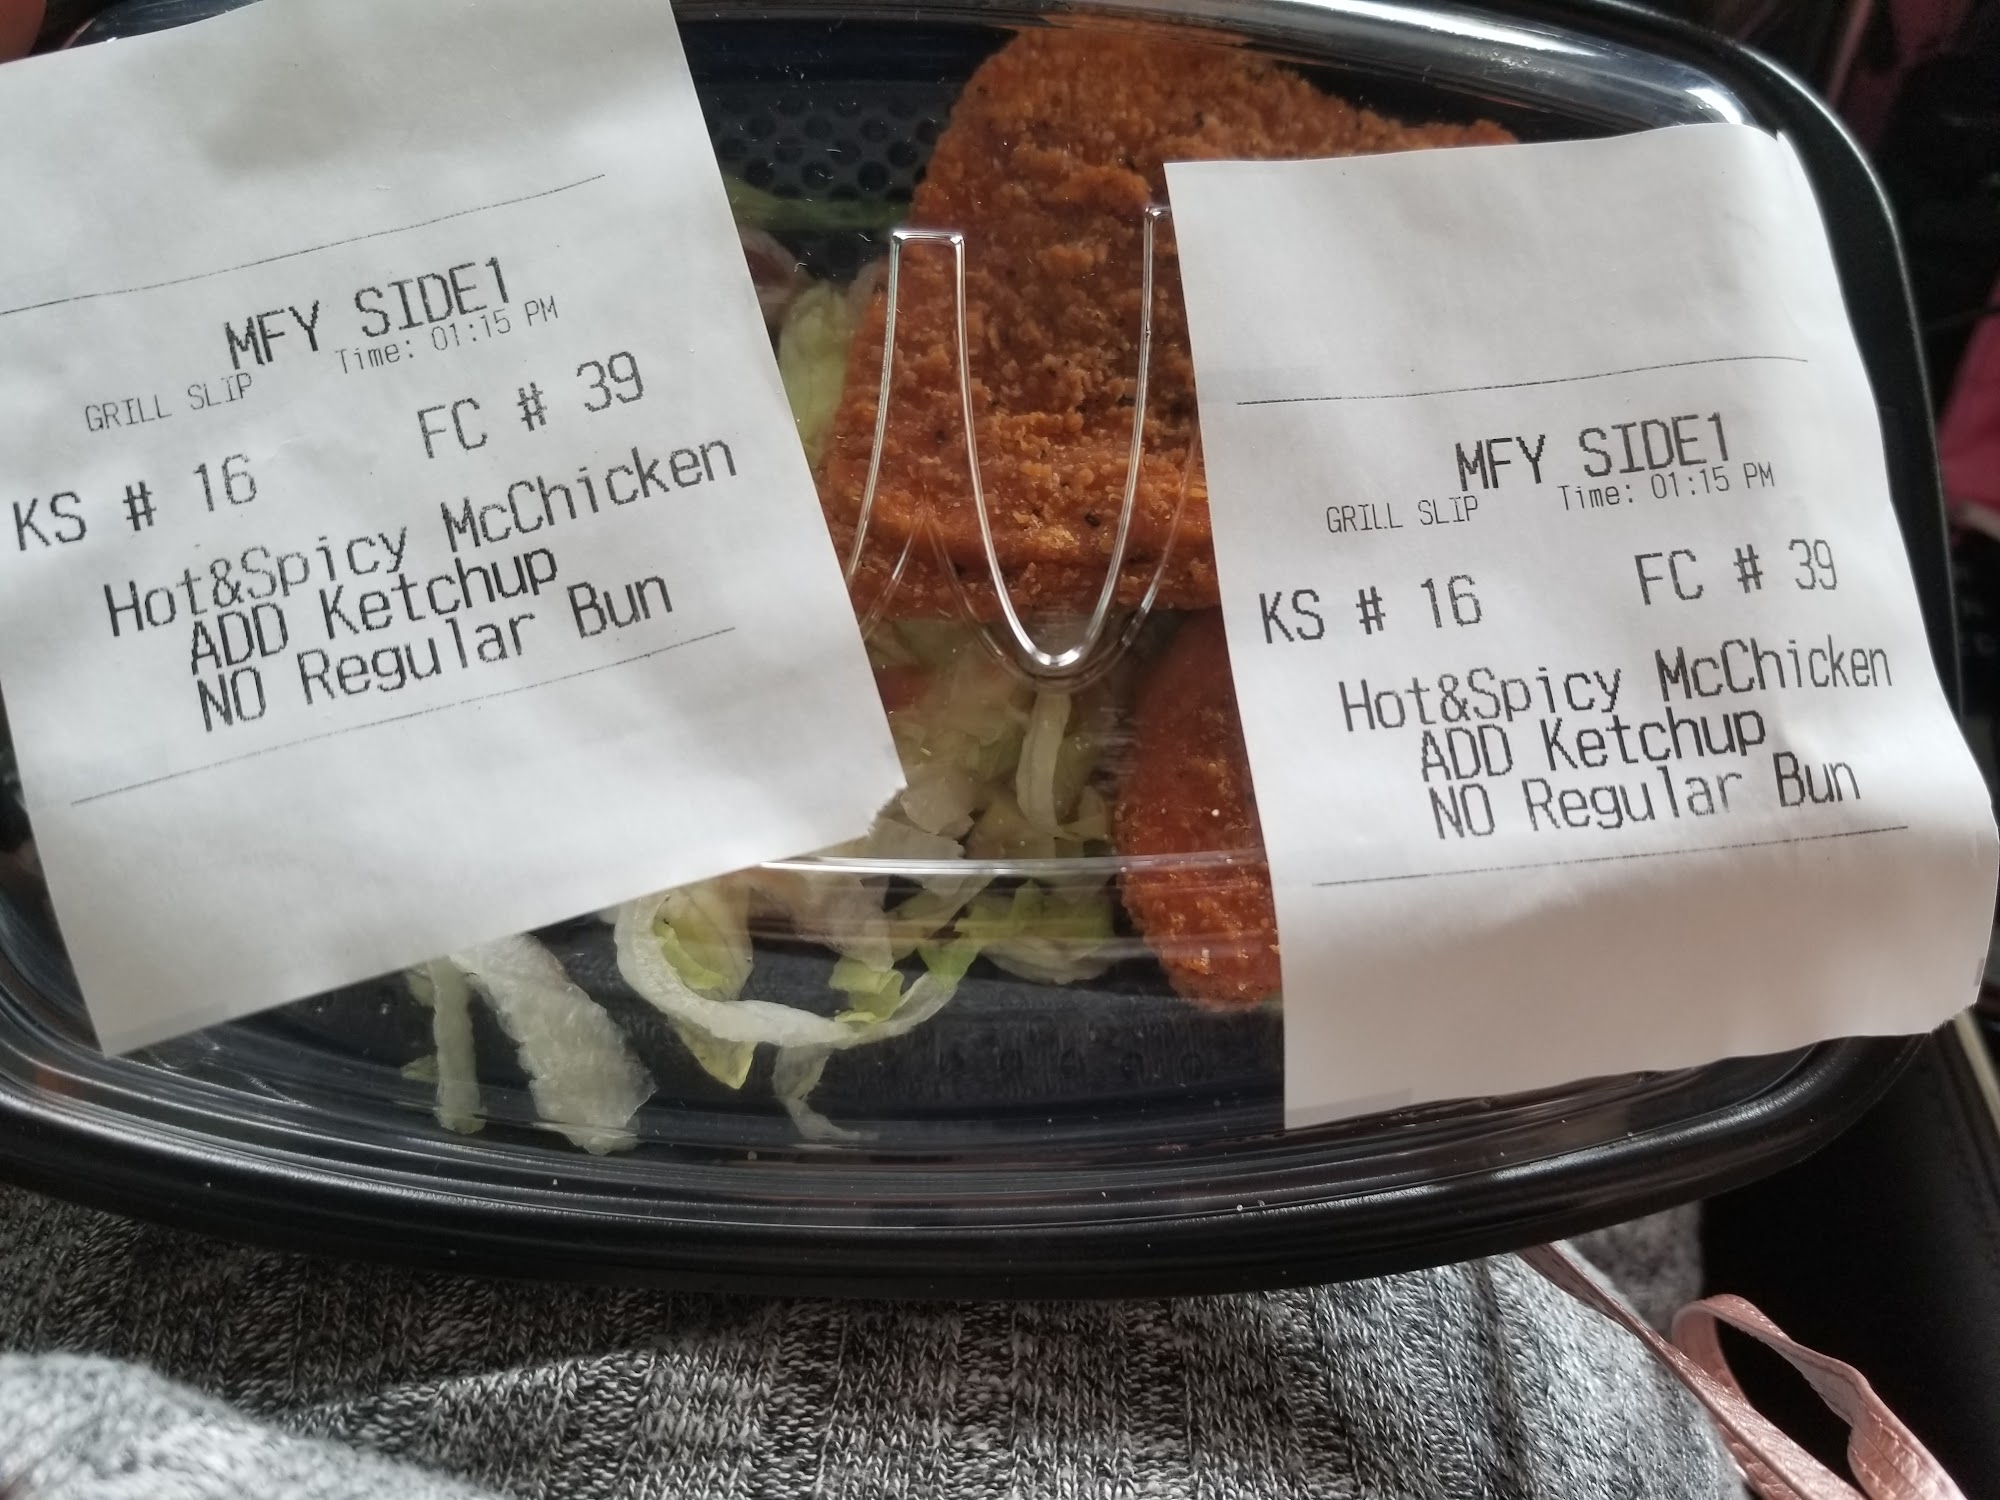 MFY SIDE1
Time: 01:15 PM
GRILL SLIP
KS # 16 FC # 39
Hot&Spicy McChicken
ADD Ketchup
NO Regular Bun
MFY SIDE1
Time: 01:15 PM
GRILL SLIP
KS # 16 FC # 39
Hot&Spicy McChicken
ADD Ketchup
NO Regular Bun